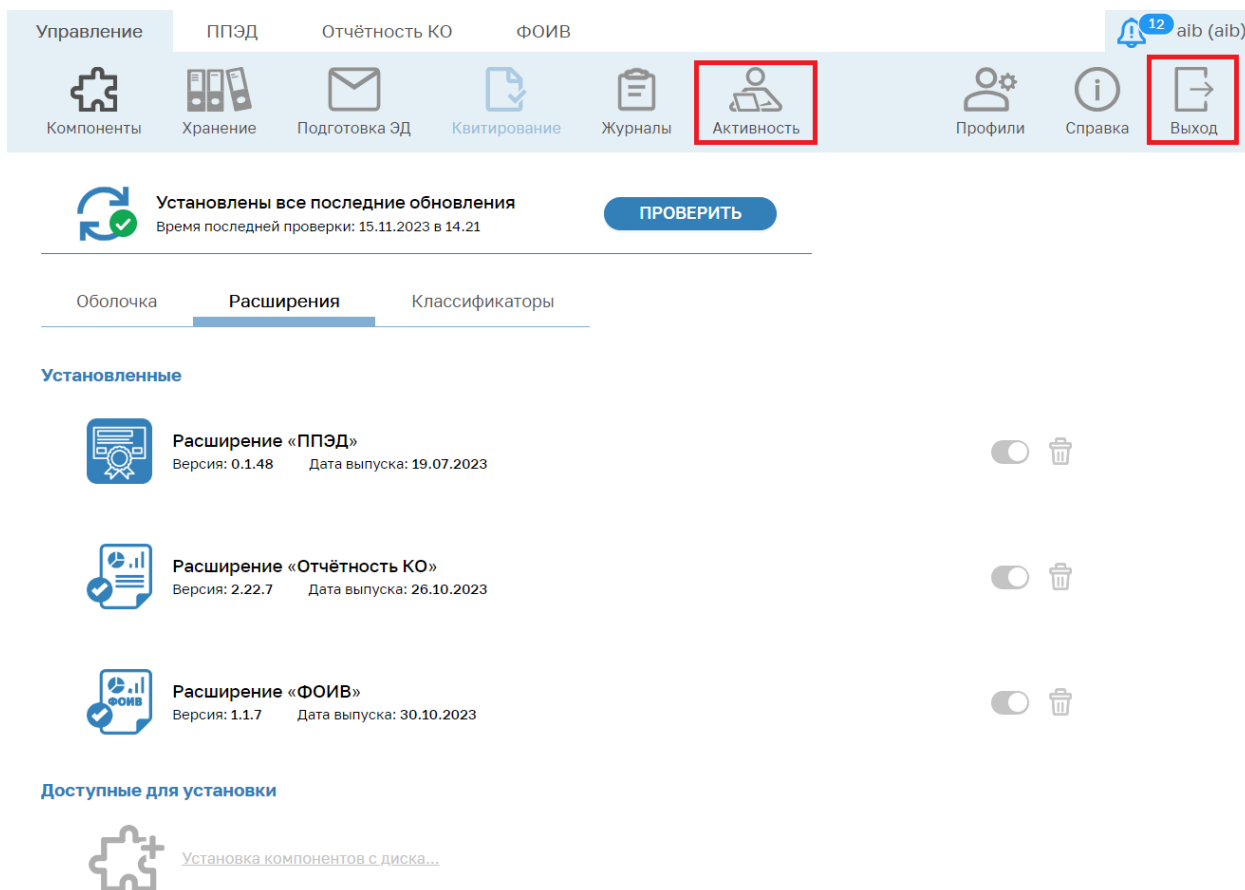 Управление ППЭД Отчётность КО ФОИВ 12 aib (aib)
Компоненты Хранение Подготовка ЭД Квитирование Журналы Активность Профили Справка Выход
Установлены все последние обновления
Время последней проверки: 15.11.2023 в 14.21
ПРОВЕРИТЬ
Оболочка Расширения Классификаторы
Установленные
Расширение «ППЭД»
Версия: 0.1.48 Дата выпуска: 19.07.2023
Расширение «Отчётность КО»
Версия: 2.22.7 Дата выпуска: 26.10.2023
ФОИВ
Расширение «ФОИВ»
Версия: 1.1.7 Дата выпуска: 30.10.2023
Доступные для установки
Установка компонентов с диска...